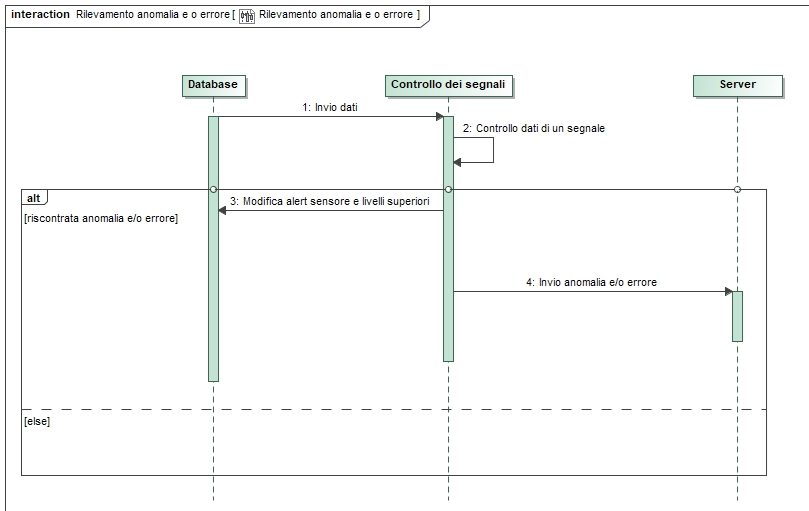 interaction Rilevamento anomalia e o errore [ Rilevamento anomalia e o errore ]
Database
Controllo dei segnali
Server
1: Invio dati
2: Controllo dati di un segnale
alt
3: Modifica alert sensore e livelli superiori
[riscontrata anomalia e/o errore]
4: Invio anomalia e/o errore
[else]